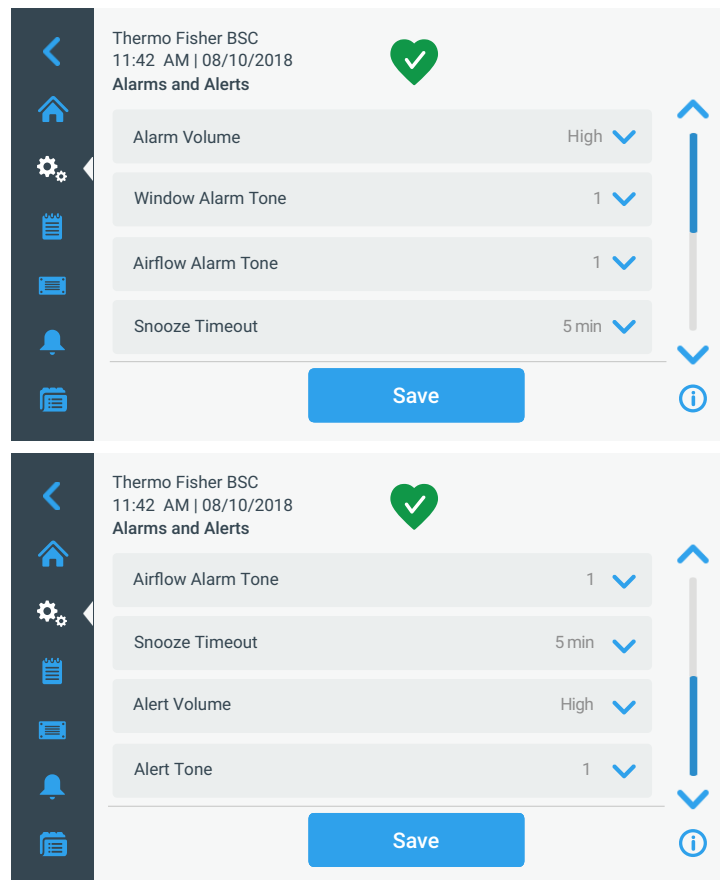 Thermo Fisher BSC
11:42 AM | 08/10/2018
Alarms and Alerts
Alarm Volume High
Window Alarm Tone 1
Airflow Alarm Tone 1
Snooze Timeout 5 min
Save
Thermo Fisher BSC
11:42 AM | 08/10/2018
Alarms and Alerts
Airflow Alarm Tone 1
Snooze Timeout 5 min
Alert Volume High
Alert Tone 1
Save